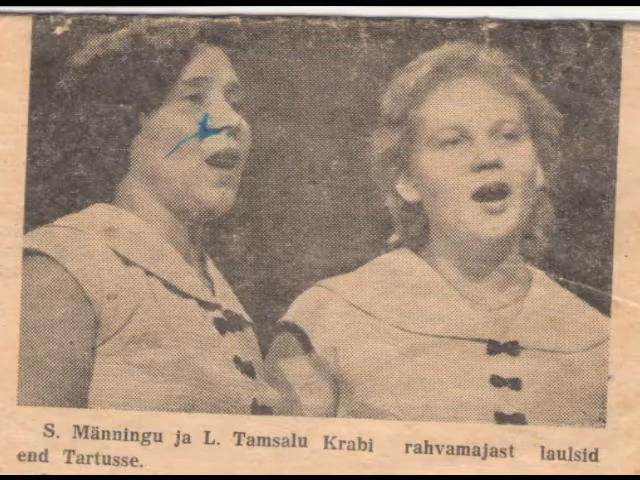 S. Männingu ja L. Tamsalu Krabi rahvamajast laulsid
end Tartusse.